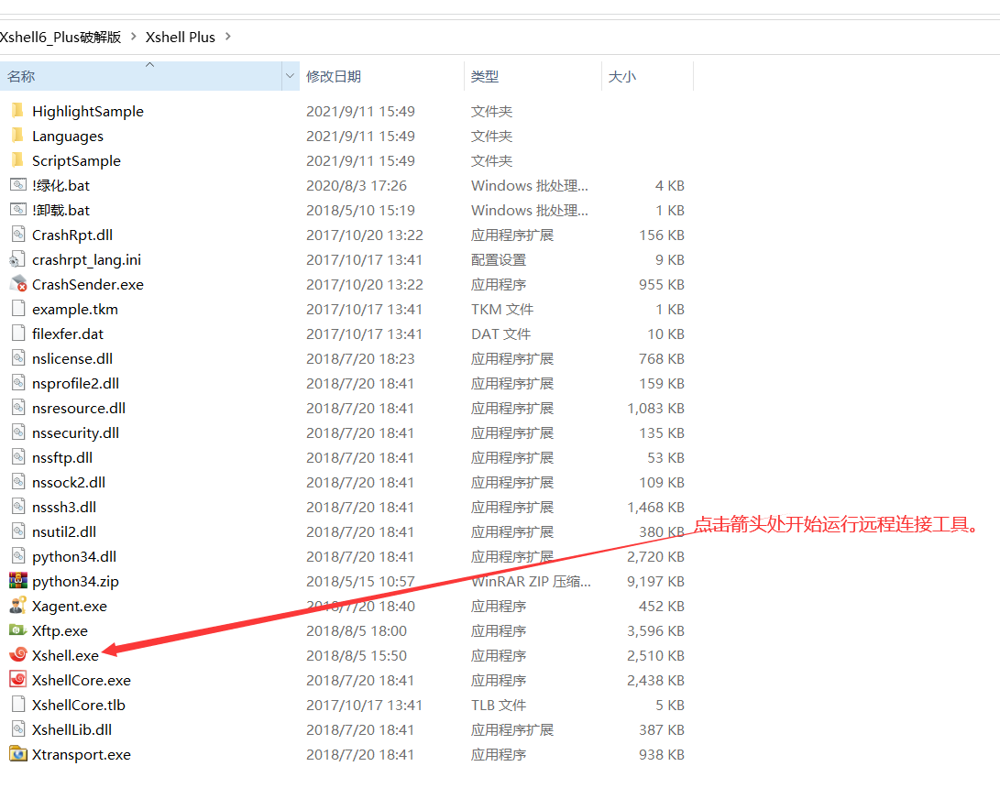 Xshell6_Plus破解版 > Xshell Plus >
名称 修改日期 类型 大小
HighlightSample 2021/9/11 15:49 文件夹
Languages 2021/9/11 15:49 文件夹
ScriptSample 2021/9/11 15:49 文件夹
!绿化.bat 2020/8/3 17:26 Windows 批处理... 4 KB
!卸载.bat 2018/5/10 15:19 Windows 批处理... 1 KB
CrashRpt.dll 2017/10/20 13:22 应用程序扩展 156 KB
crashrpt_lang.ini 2017/10/17 13:41 配置设置 9 KB
CrashSender.exe 2017/10/20 13:22 应用程序 955 KB
example.tkm 2017/10/17 13:41 TKM 文件 1 KB
filexfer.dat 2017/10/17 13:41 DAT 文件 10 KB
nslicense.dll 2018/7/20 18:23 应用程序扩展 768 KB
nsprofile2.dll 2018/7/20 18:41 应用程序扩展 159 KB
nsresource.dll 2018/7/20 18:41 应用程序扩展 1,083 KB
nssecurity.dll 2018/7/20 18:41 应用程序扩展 135 KB
nssftp.dll 2018/7/20 18:41 应用程序扩展 53 KB
nssock2.dll 2018/7/20 18:41 应用程序扩展 109 KB
nsssh3.dll 2018/7/20 18:41 应用程序扩展 1,468 KB
点击箭头处开始运行远程连接工具。
nsutil2.dll 2018/7/20 18:41 应用程序扩展 380 KB
python34.dll 2018/7/20 18:41 应用程序扩展 2,720 KB
python34.zip 2018/5/15 10:57 WinRAR ZIP 压缩... 9,197 KB
Xagent.exe 2018/7/20 18:40 应用程序 452 KB
Xftp.exe 2018/8/5 18:00 应用程序 3,596 KB
Xshell.exe 2018/8/5 15:50 应用程序 2,510 KB
XshellCore.exe 2018/7/20 18:41 应用程序 2,438 KB
XshellCore.tlb 2017/10/17 13:41 TLB 文件 5 KB
XshellLib.dll 2018/7/20 18:41 应用程序扩展 387 KB
Xtransport.exe 2018/7/20 18:41 应用程序 938 KB